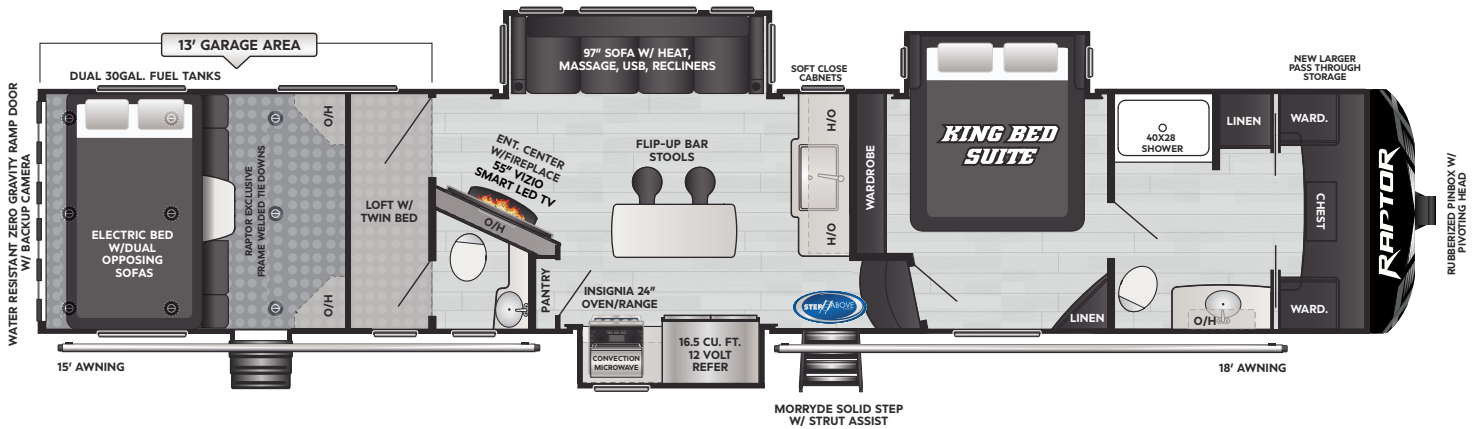 13' GARAGE AREA
DUAL 30GAL. FUEL TANKS
WATER RESISTANT ZERO GRAVITY RAMP DOOR
W/ BACKUP CAMERA
ELECTRIC BED
W/DUAL
OPPOSING
SOFAS
RAPTOR EXCLUSIVE
FRAME WELDED TIE DOWNS
O/H
O/H
LOFT W/
TWIN BED
97" SOFA W/ HEAT,
MASSAGE, USB, RECLINERS
ENT. CENTER
W/FIREPLACE
55" VIZIO
SMART LED TV
O/H
FLIP-UP BAR
STOOLS
PANTRY
INSIGNIA 24"
OVEN/RANGE
CONVECTION
MICROWAVE
16.5 CU. FT.
12 VOLT
REFER
SOFT CLOSE
CABNETS
O/H
O/H
WARDROBE
STEP ABOVE
MORRYDE SOLID STEP
W/ STRUT ASSIST
KING BED
SUITE
40X28
SHOWER
LINEN
LINEN
O/H
NEW LARGER
PASS THROUGH
STORAGE
WARD.
CHEST
WARD.
RAPTOR
RUBBERIZED PINBOX W/
PIVOTING HEAD
15' AWNING
18' AWNING